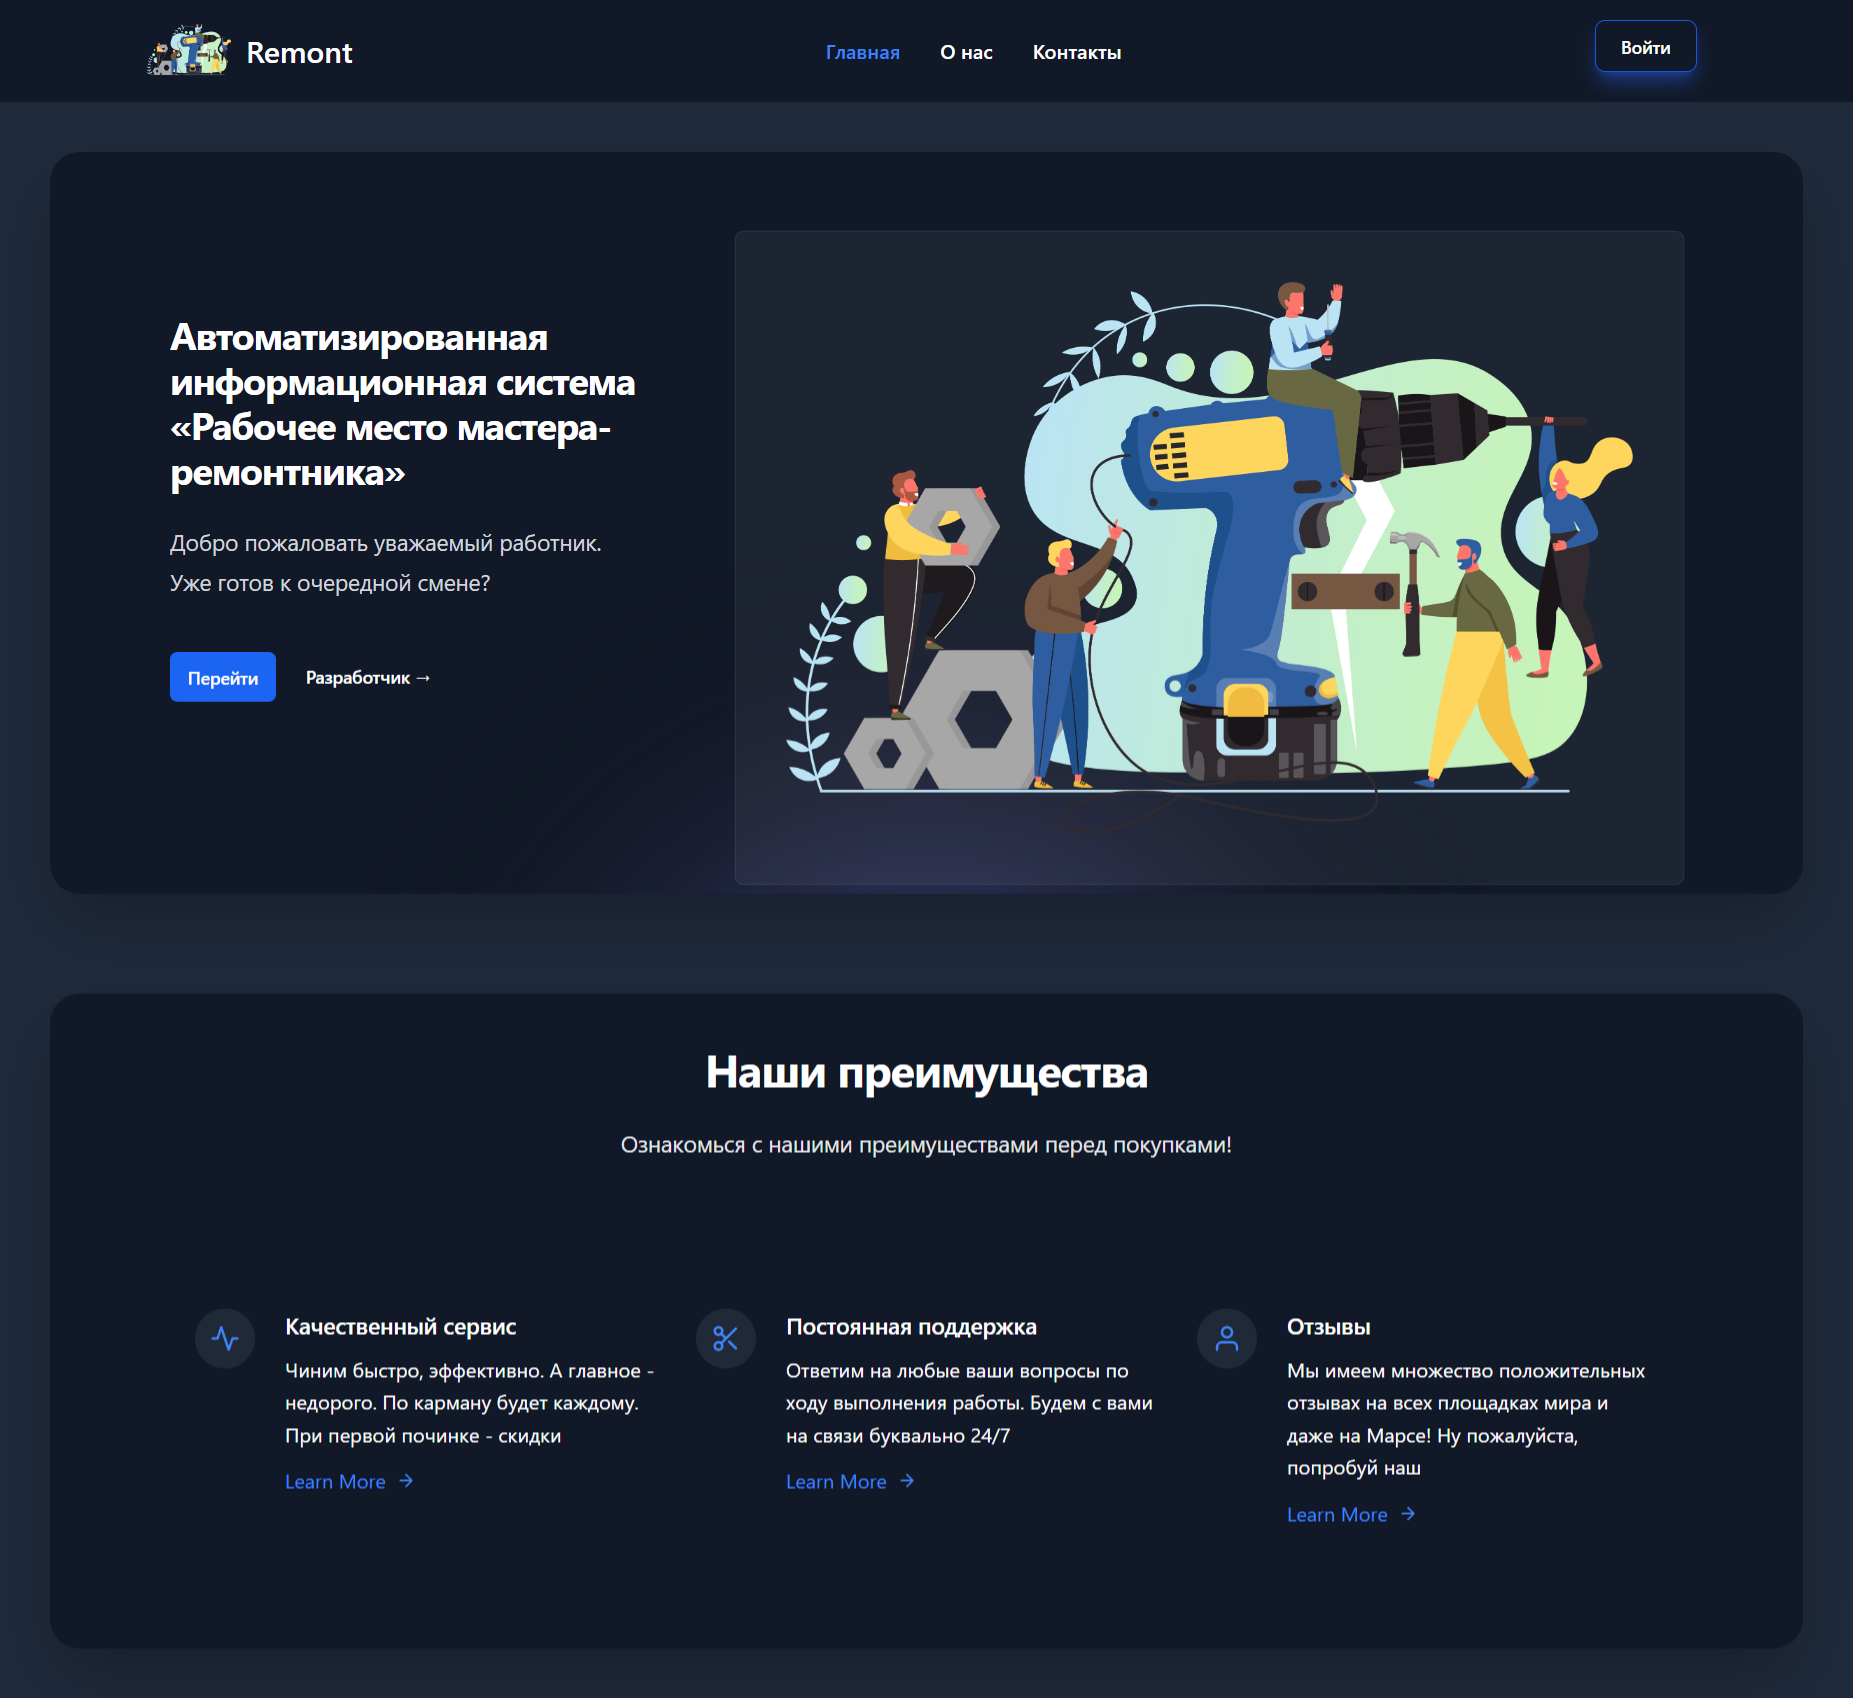 Remont
Главная
О нас
Контакты
Войти
Автоматизированная
информационная система
«Рабочее место мастера-
ремонтника»
Добро пожаловать уважаемый работник.
Уже готов к очередной смене?
Перейти
Разработчик →
Наши преимущества
Ознакомься с нашими преимуществами перед покупками!
Качественный сервис
Чиним быстро, эффективно. А главное -
недорого. По карману будет каждому.
При первой починке - скидки
Learn More →
Постоянная поддержка
Ответим на любые ваши вопросы по
ходу выполнения работы. Будем с вами
на связи буквально 24/7
Learn More →
Отзывы
Мы имеем множество положительных
отзывах на всех площадках мира и
даже на Марсе! Ну пожалуйста,
попробуй наш
Learn More →